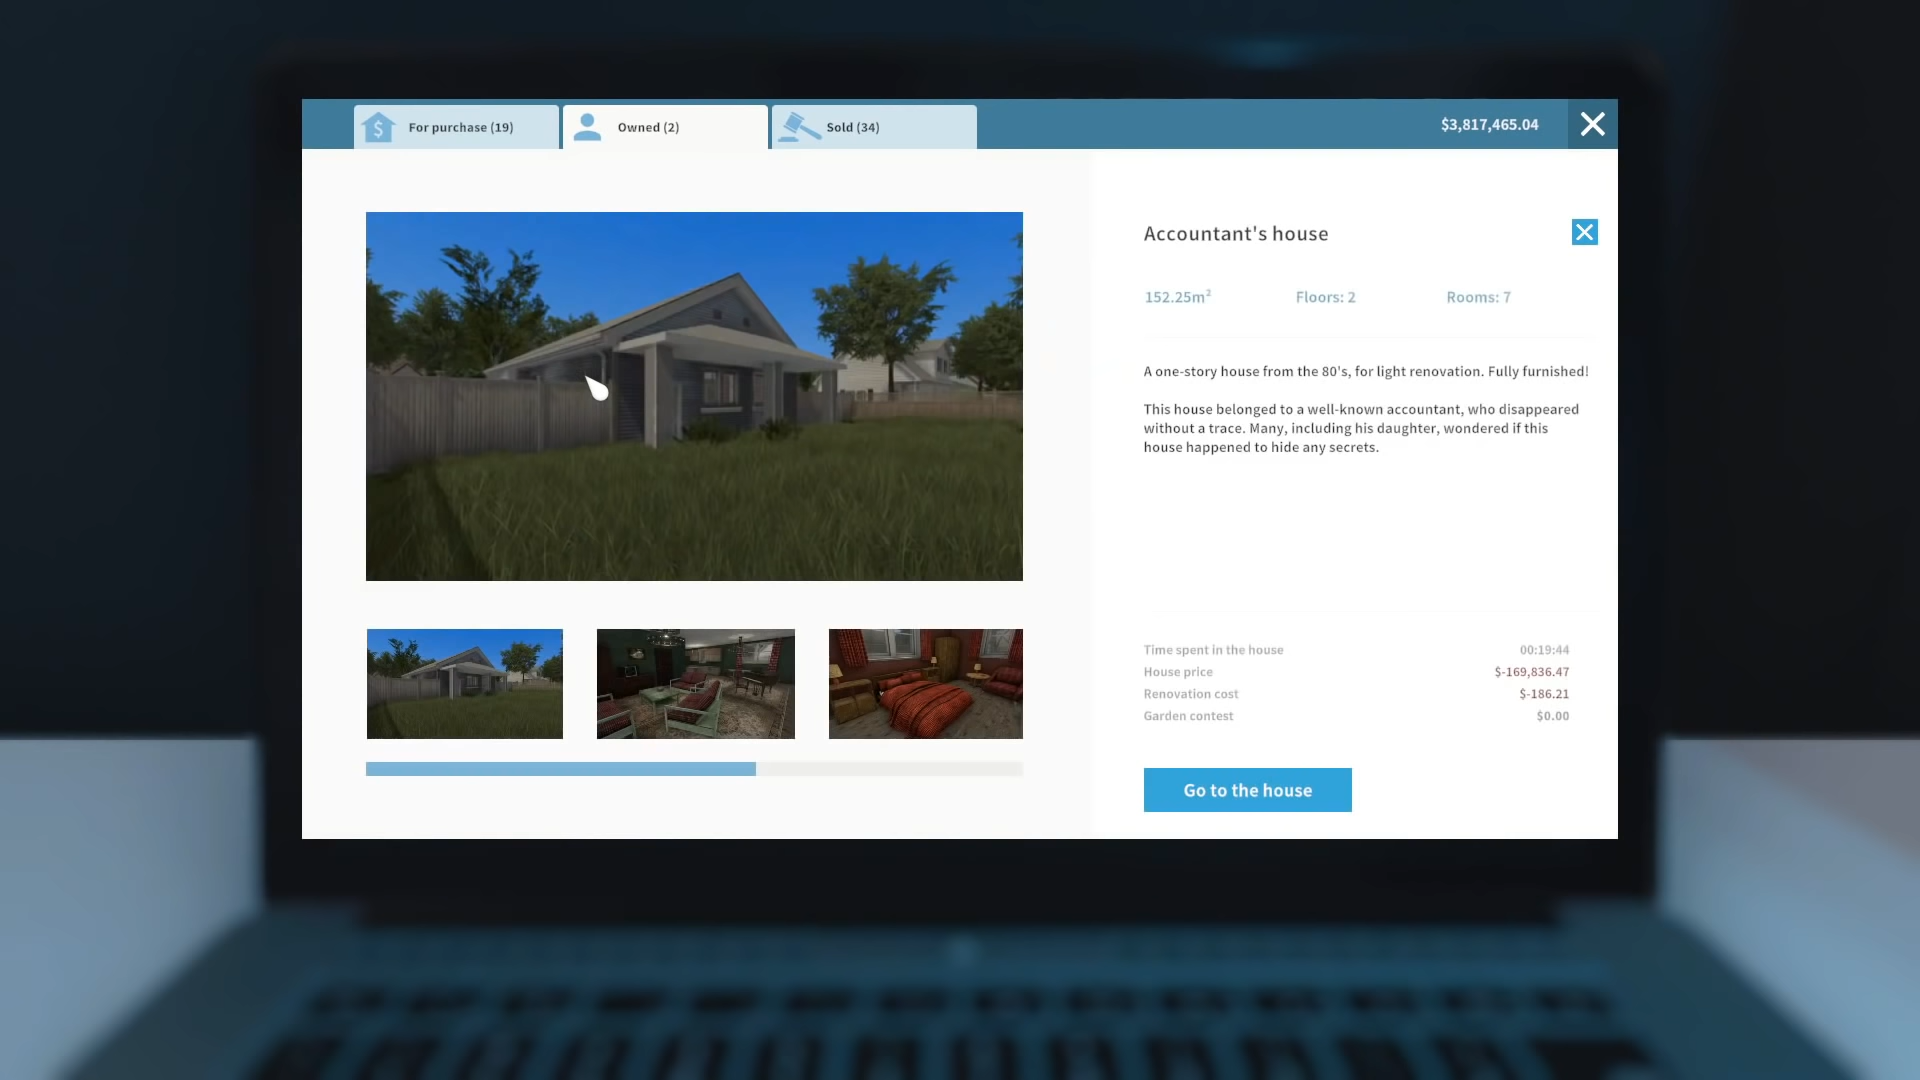 For purchase (19)
Owned (2)
Sold (34)
$3,817,465.04
Accountant's house
152.25m²
Floors: 2
Rooms: 7
A one-story house from the 80's, for light renovation. Fully furnished!
This house belonged to a well-known accountant, who disappeared
without a trace. Many, including his daughter, wondered if this
house happened to hide any secrets.
Time spent in the house 00:19:44
House price $-169,836.47
Renovation cost $-186.21
Garden contest $0.00
Go to the house